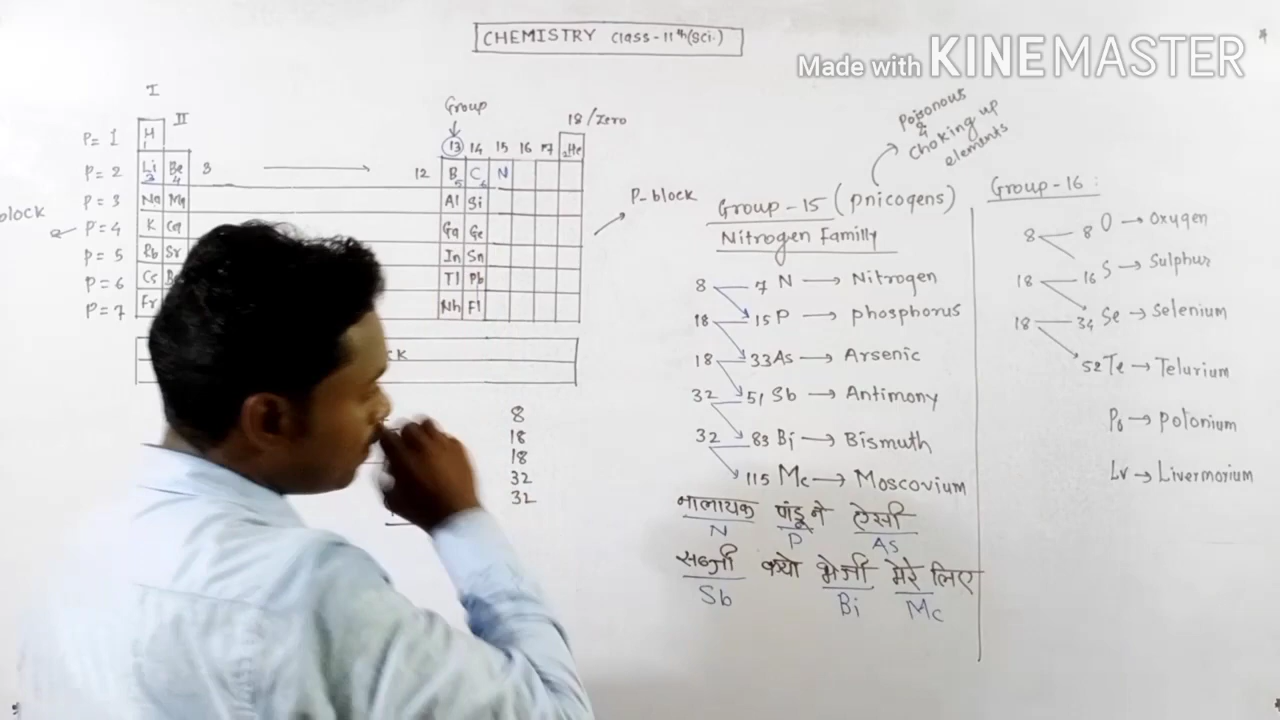 CHEMISTRY Class-11th(Sci.)
Made with KINEMASTER
I
II
Group
18/Zero
P=1 H 1 13 14 15 16 17 2He
P=2 Li 3 Be 4 3 12 B 5 C 6 N
P=3 Na Mg Al Si
P=4 K Ca Ga Ge
P=5 Rb Sr In Sn
P=6 Cs Tl Pb
P=7 Fr Nh Fl
block
P-block
8
18
18
32
32
Poisonous
&
Choking up
elements
Group-15 (Pnicogens)
Nitrogen Familly
8 7 N → Nitrogen
18 15 P → phosphorus
18 33 As → Arsenic
32 51 Sb → Antimony
32 83 Bi → Bismuth
115 Mc → Moscovium
नालायक पांडू ने ऐसी
N P As
सब्जी क्यो भेजी मेरे लिए
Sb Bi Mc
Group-16 :
8 8 O → Oxygen
18 16 S → Sulphur
18 34 Se → Selenium
52 Te → Telurium
Po → polonium
Lv → Livermorium